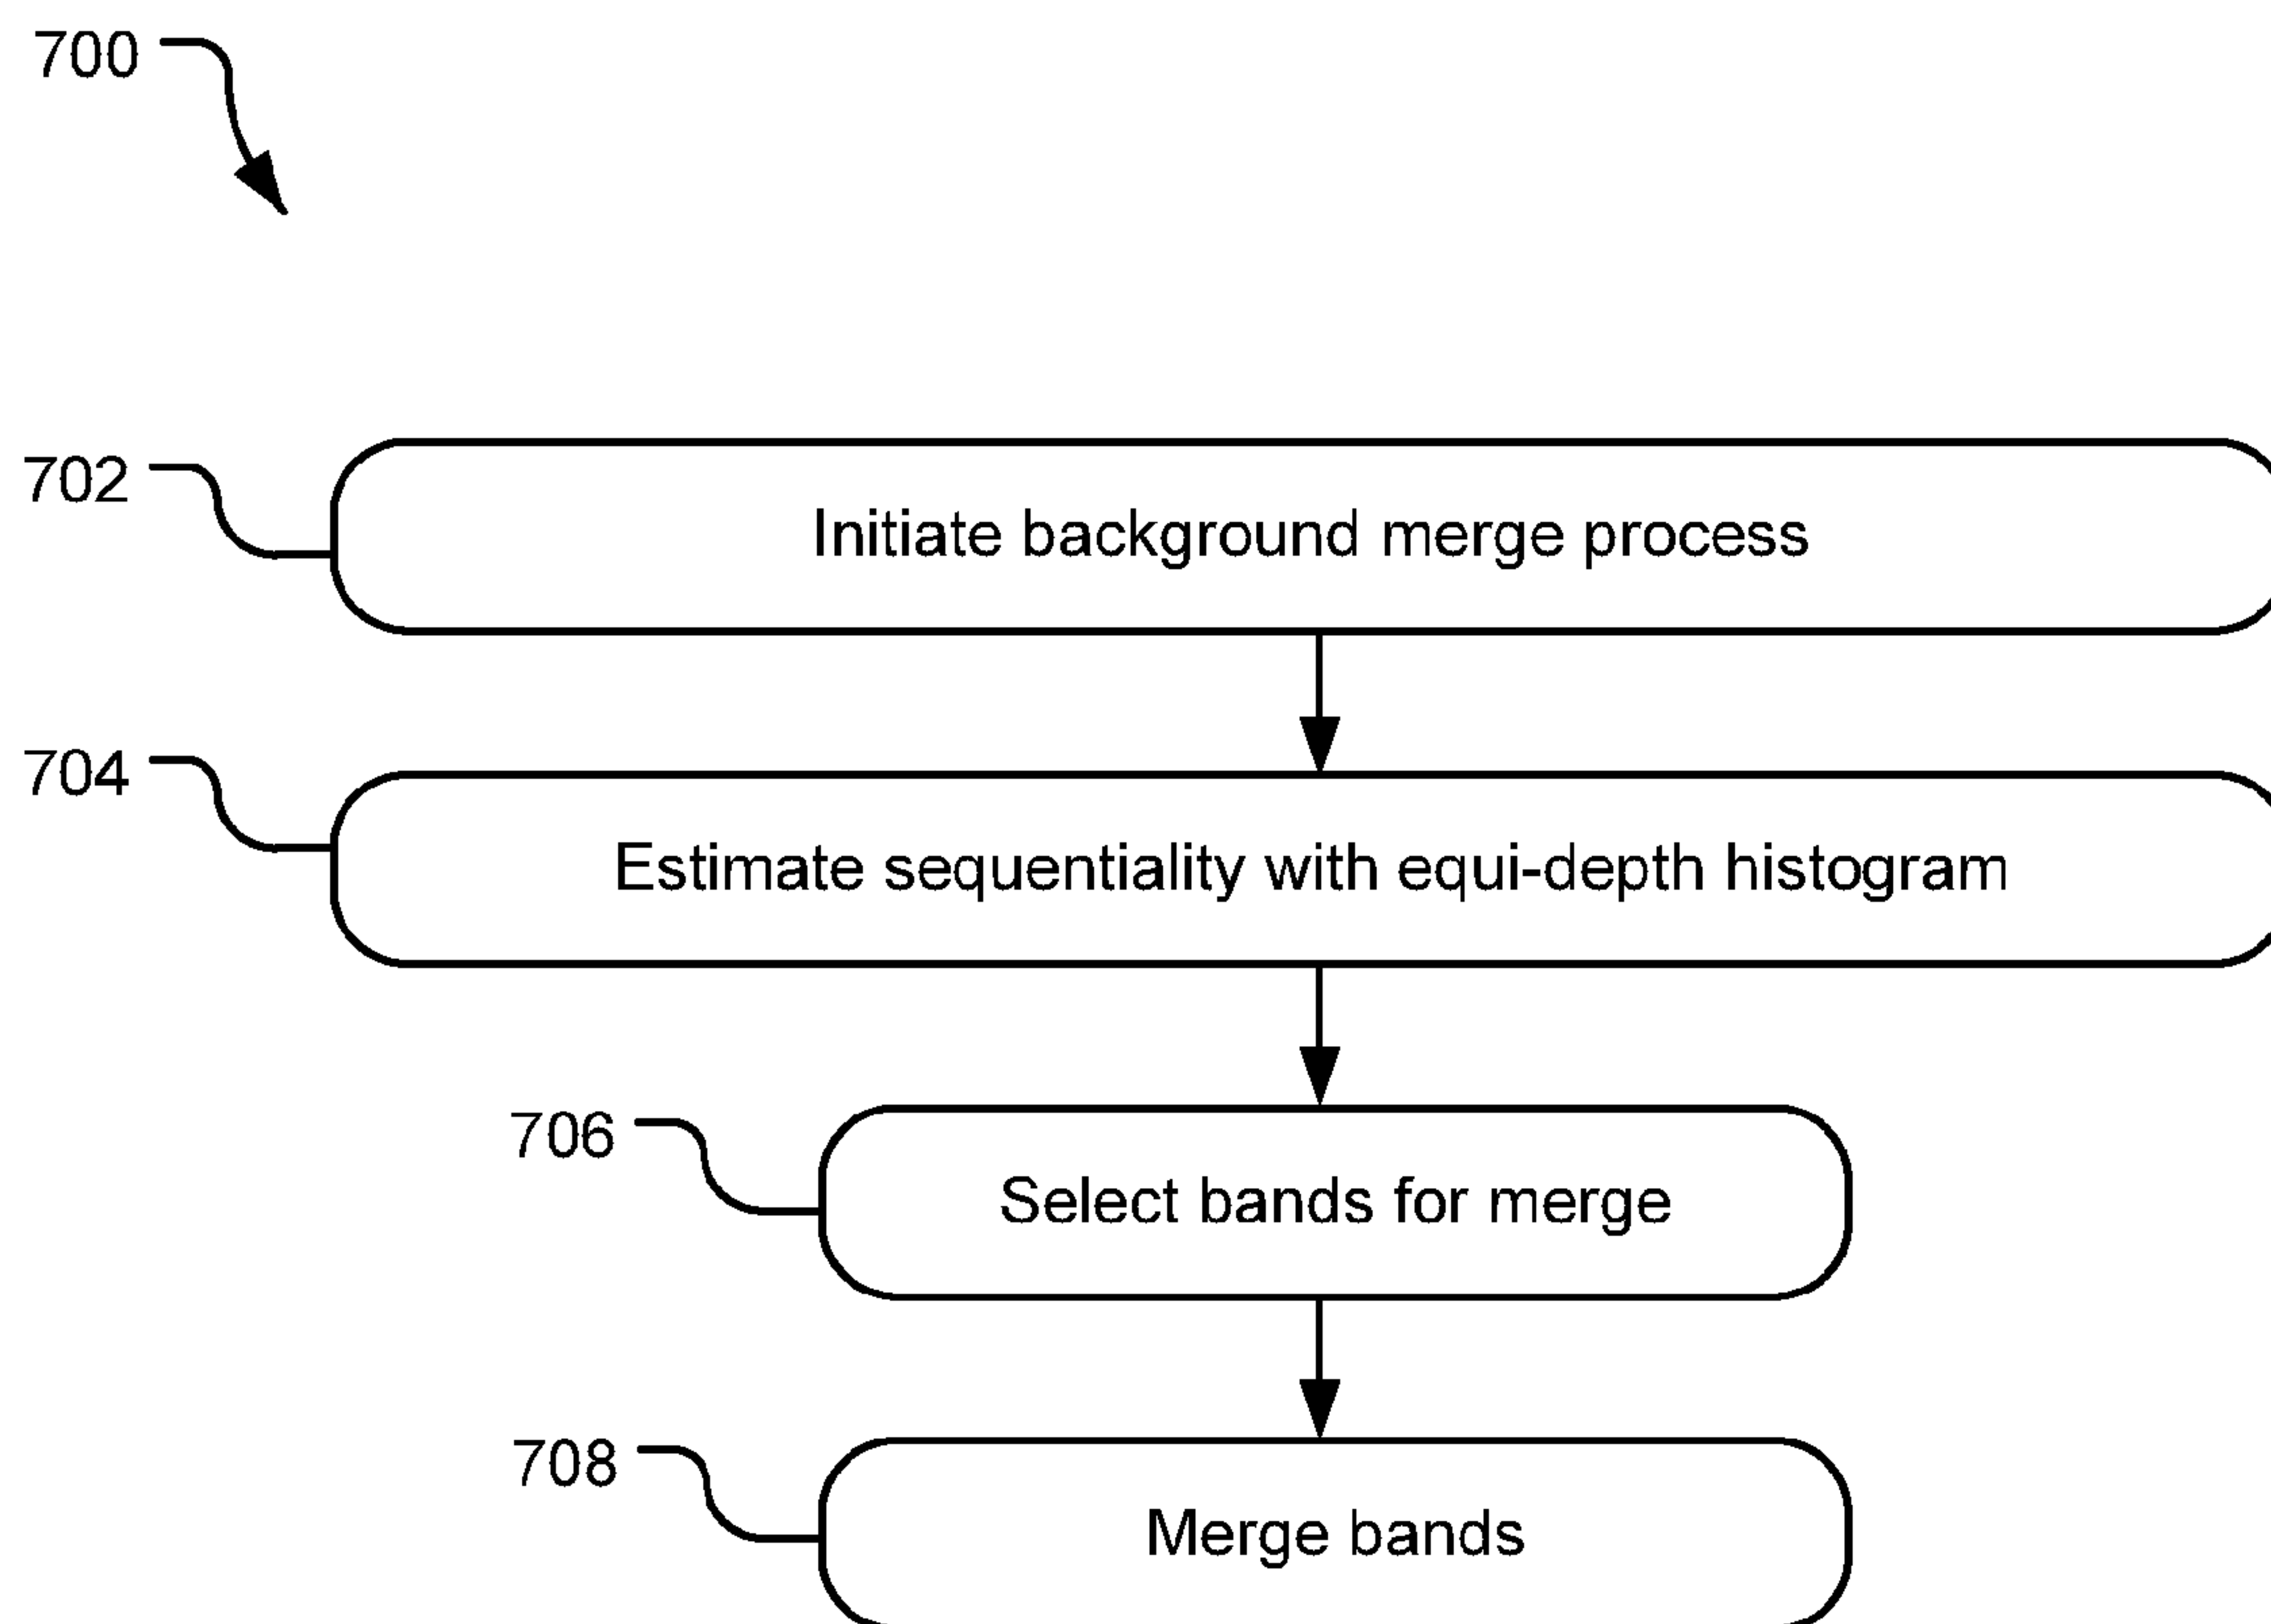 700
702
Initiate background merge process
704
Estimate sequentiality with equi-depth histogram
706
Select bands for merge
708
Merge bands